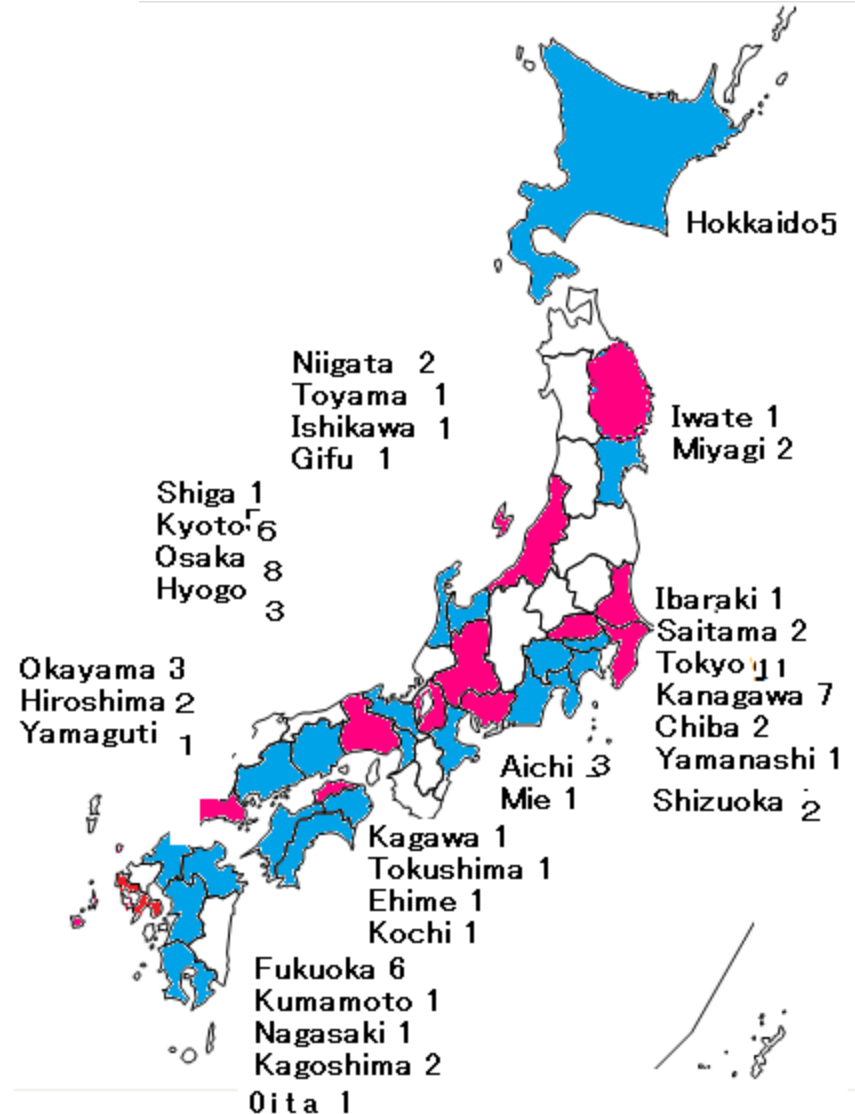 Hokkaido5
Niigata 2
Toyama 1
Ishikawa 1
Gifu 1
Iwate 1
Miyagi 2
Shiga 1
Kyoto 6
Osaka 8
Hyogo 3
Ibaraki 1
Saitama 2
Tokyo 11
Kanagawa 7
Chiba 2
Yamanashi 1
Shizuoka 2
Okayama 3
Hiroshima 2
Yamaguti 1
Aichi 3
Mie 1
Kagawa 1
Tokushima 1
Ehime 1
Kochi 1
Fukuoka 6
Kumamoto 1
Nagasaki 1
Kagoshima 2
Oita 1